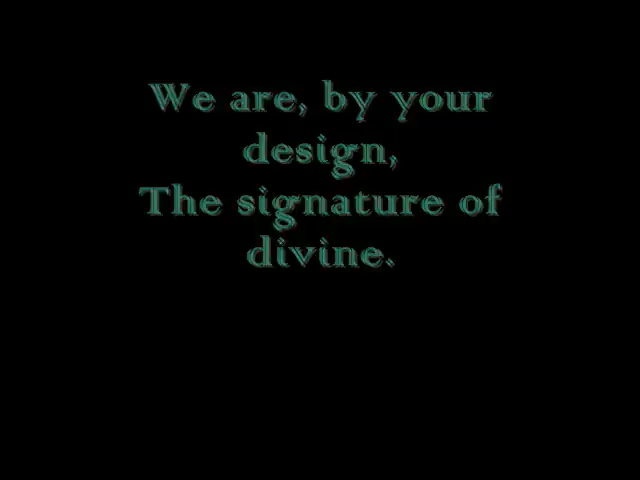 We are, by your
design,
The signature of
divine.